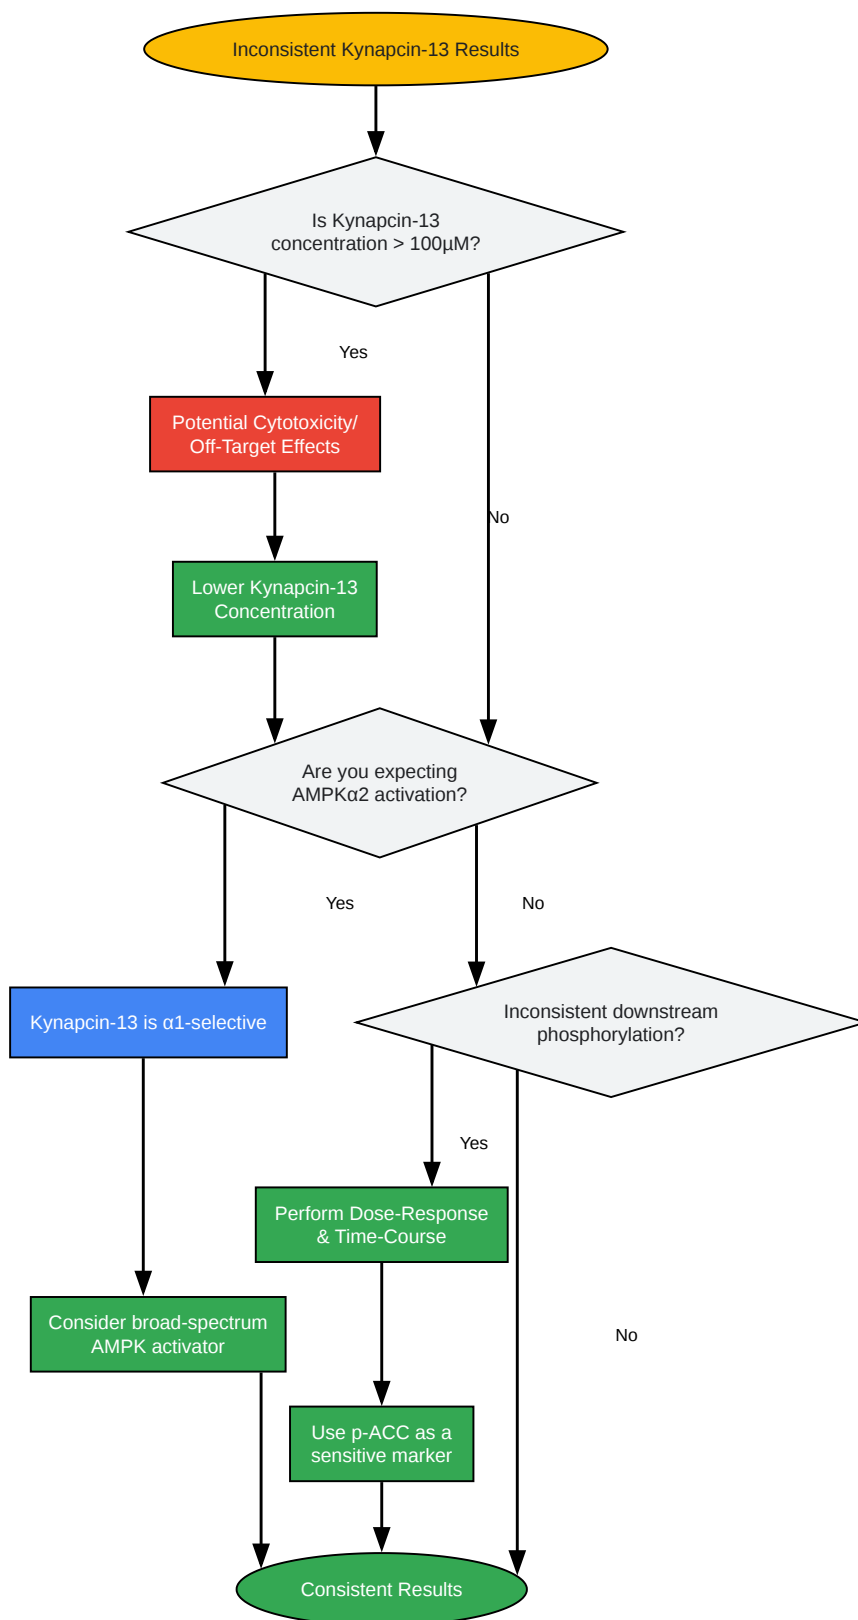 Inconsistent Kynapcin-13 Results
Is Kynapcin-13
concentration > 100µM?
Yes
Potential Cytotoxicity/
Off-Target Effects
No
Lower Kynapcin-13
Concentration
Are you expecting
AMPKα2 activation?
Yes
No
Kynapcin-13 is α1-selective
Inconsistent downstream
phosphorylation?
Yes
Perform Dose-Response
& Time-Course
Consider broad-spectrum
AMPK activator
No
Use p-ACC as a
sensitive marker
Consistent Results